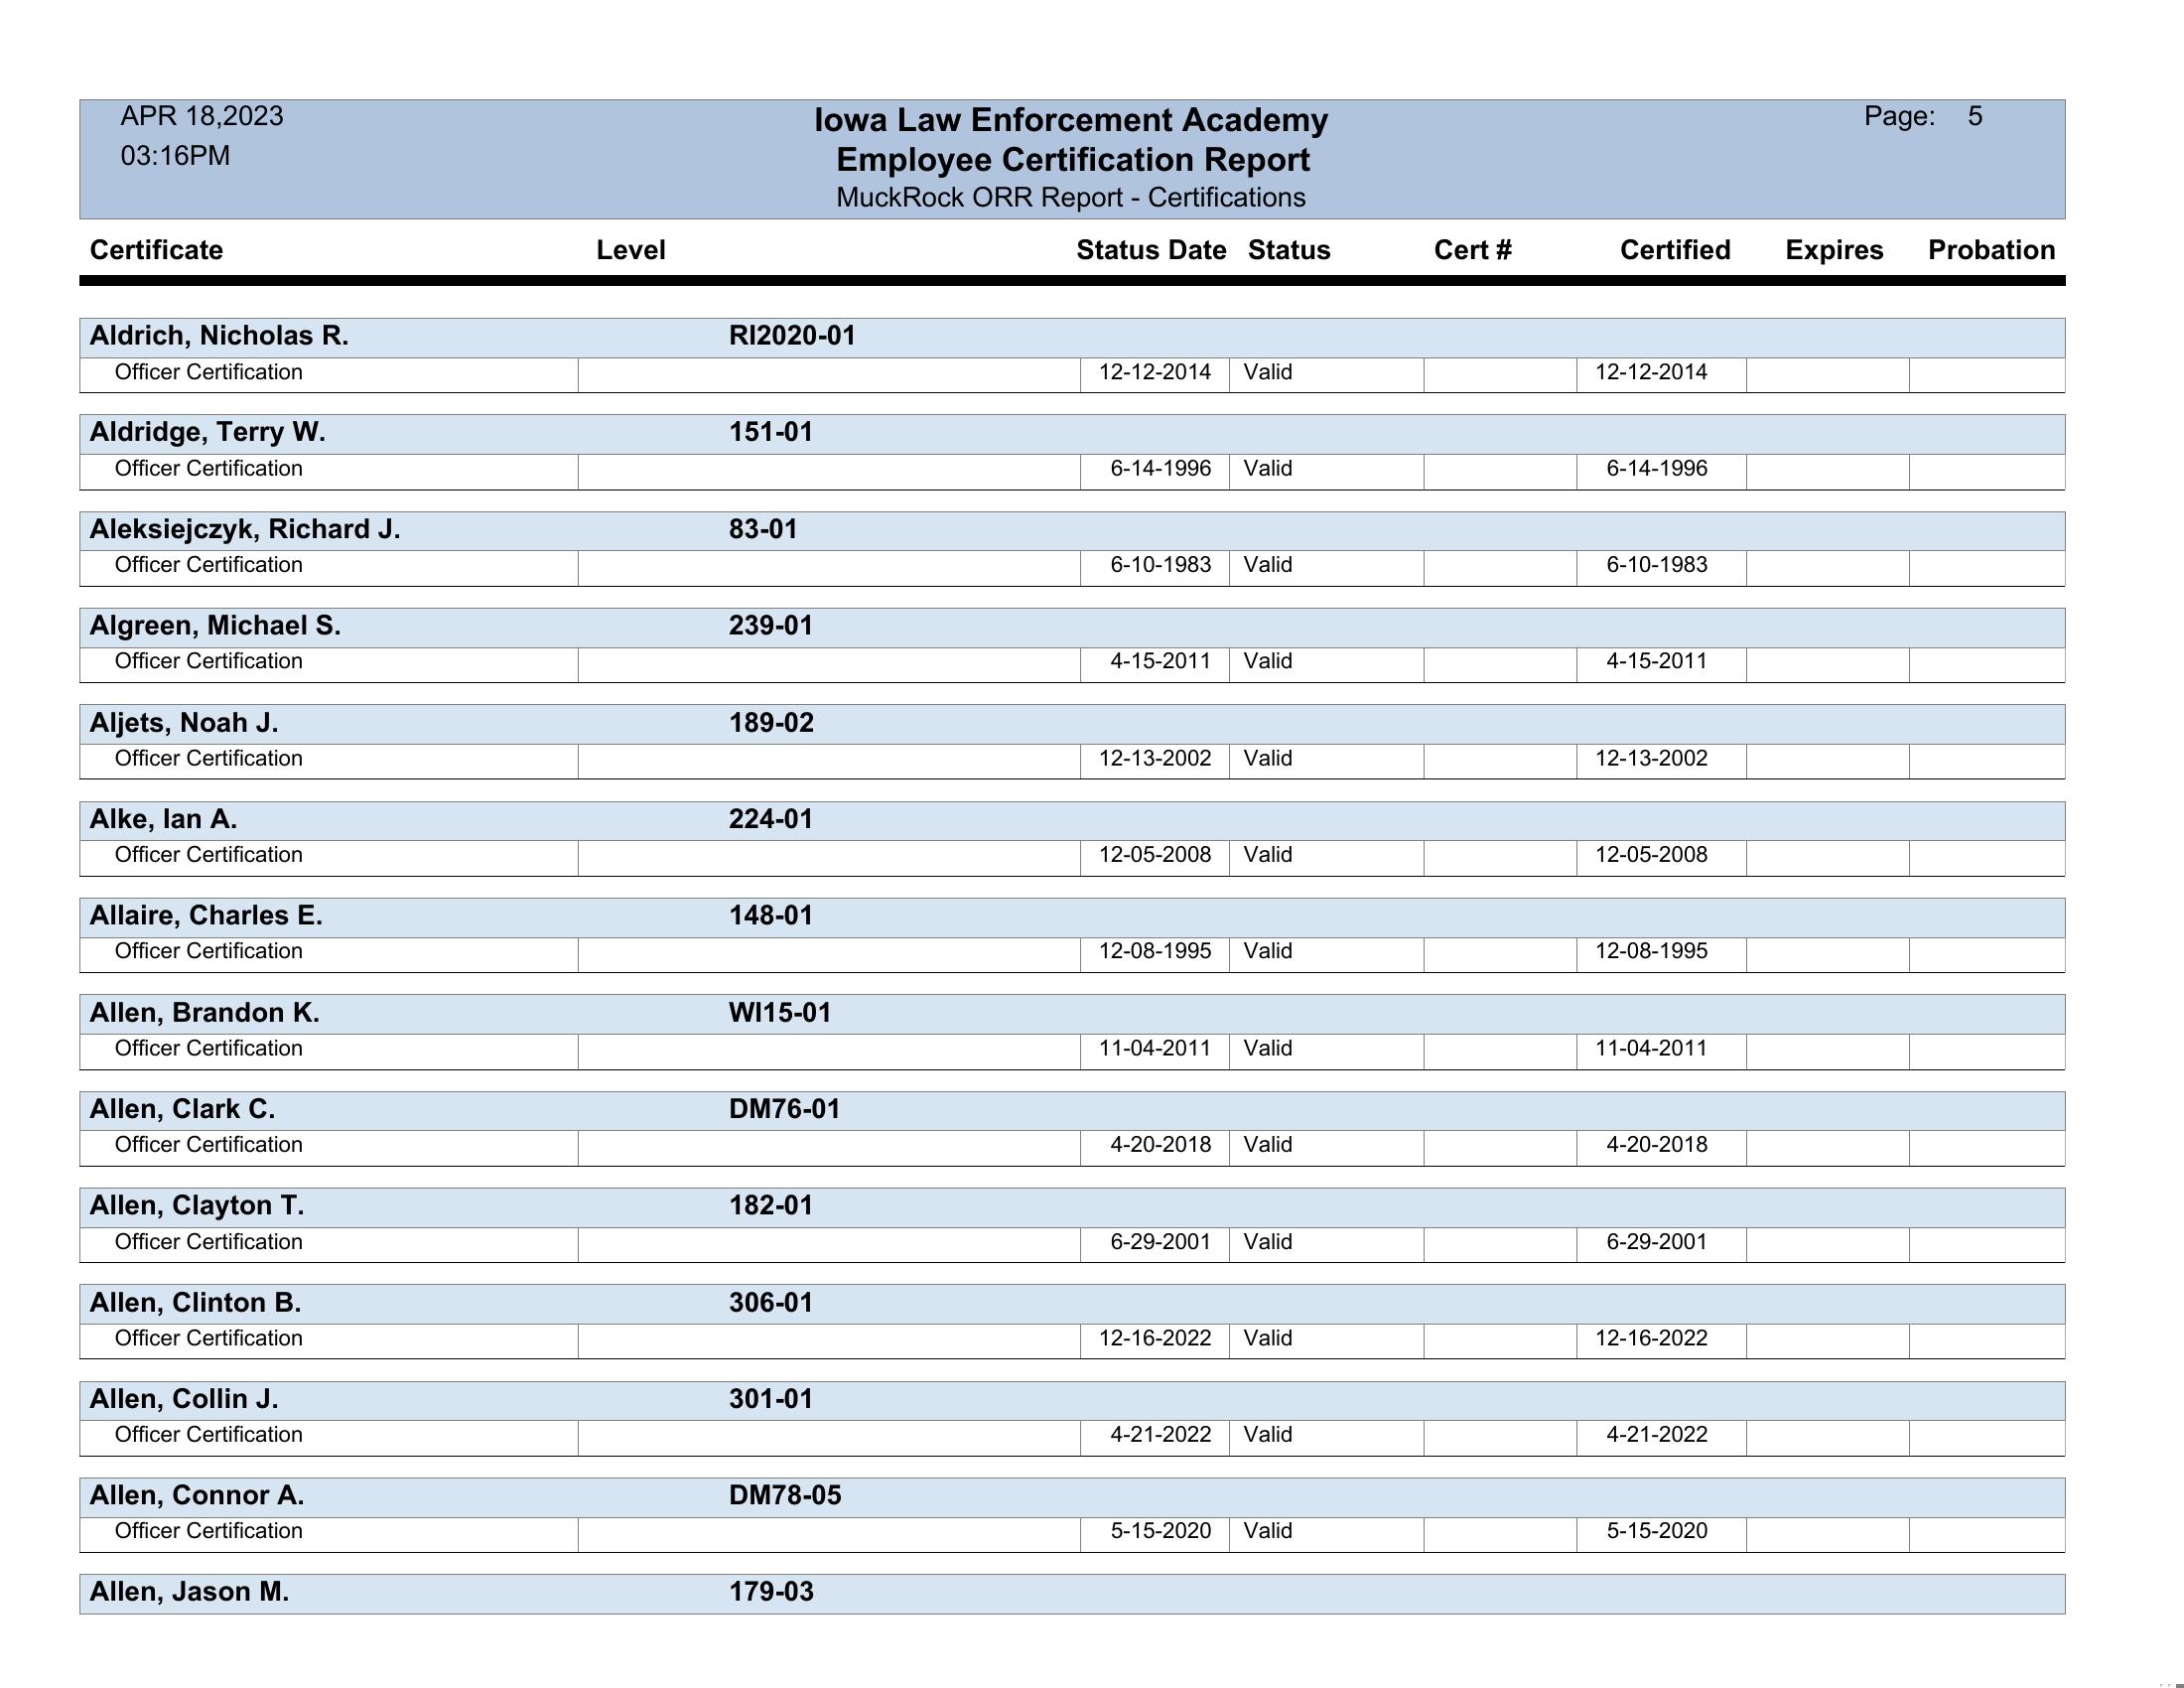 APR 18,2023
03:16PM
Iowa Law Enforcement Academy
Employee Certification Report
MuckRock ORR Report - Certifications
Page: 5
Certificate Level Status Date Status Cert # Certified Expires Probation
Aldrich, Nicholas R. RI2020-01
Officer Certification 12-12-2014 Valid 12-12-2014
Aldridge, Terry W. 151-01
Officer Certification 6-14-1996 Valid 6-14-1996
Aleksiejczyk, Richard J. 83-01
Officer Certification 6-10-1983 Valid 6-10-1983
Algreen, Michael S. 239-01
Officer Certification 4-15-2011 Valid 4-15-2011
Aljets, Noah J. 189-02
Officer Certification 12-13-2002 Valid 12-13-2002
Alke, Ian A. 224-01
Officer Certification 12-05-2008 Valid 12-05-2008
Allaire, Charles E. 148-01
Officer Certification 12-08-1995 Valid 12-08-1995
Allen, Brandon K. WI15-01
Officer Certification 11-04-2011 Valid 11-04-2011
Allen, Clark C. DM76-01
Officer Certification 4-20-2018 Valid 4-20-2018
Allen, Clayton T. 182-01
Officer Certification 6-29-2001 Valid 6-29-2001
Allen, Clinton B. 306-01
Officer Certification 12-16-2022 Valid 12-16-2022
Allen, Collin J. 301-01
Officer Certification 4-21-2022 Valid 4-21-2022
Allen, Connor A. DM78-05
Officer Certification 5-15-2020 Valid 5-15-2020
Allen, Jason M. 179-03